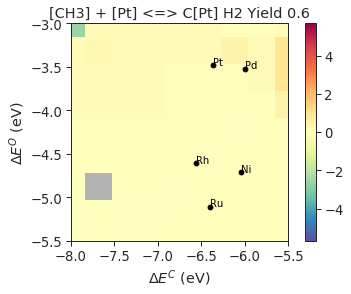 [CH3] + [Pt] <=> C[Pt] H2 Yield 0.6
−3.0
−3.5
−4.0
−4.5
−5.0
−5.5
ΔE^O (eV)
Pt
Pd
Rh
Ni
Ru
−8.0 −7.5 −7.0 −6.5 −6.0 −5.5
ΔE^C (eV)
4
2
0
−2
−4